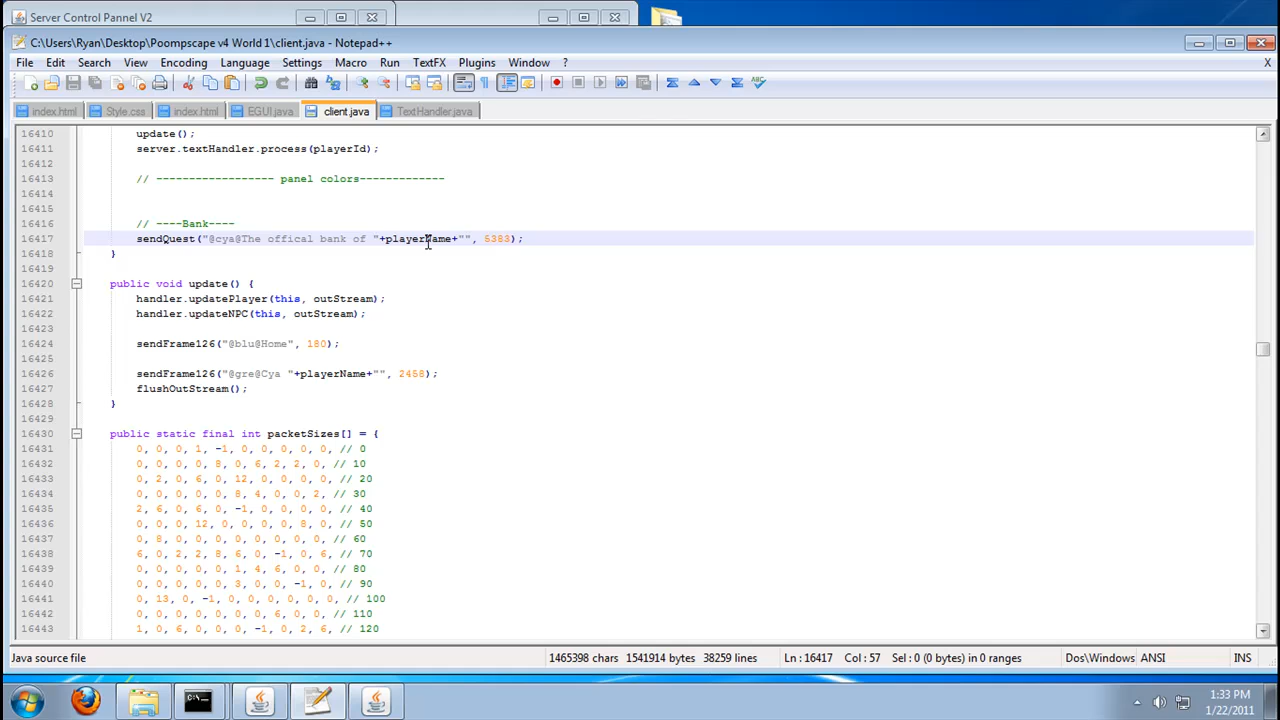 Server Control Pannel V2
C:\Users\Ryan\Desktop\Poompscape v4 World 1\client.java - Notepad++
File Edit Search View Encoding Language Settings Macro Run TextFX Plugins Window ? X
index.html Style.css index.html EGUI.java client.java TextHandler.java
16410 update();
16411 server.textHandler.process(playerId);
16412
16413 // ------------------ panel colors-------------
16414
16415
16416 // ----Bank----
16417 sendQuest("@cya@The offical bank of "+playerName+"", 5383);
16418 }
16419
16420 public void update() {
16421 handler.updatePlayer(this, outStream);
16422 handler.updateNPC(this, outStream);
16423
16424 sendFrame126("@blu@Home", 180);
16425
16426 sendFrame126("@gre@Cya "+playerName+"", 2458);
16427 flushOutStream();
16428 }
16429
16430 public static final int packetSizes[] = {
16431 0, 0, 0, 1, -1, 0, 0, 0, 0, 0, // 0
16432 0, 0, 0, 0, 8, 0, 6, 2, 2, 0, // 10
16433 0, 2, 0, 6, 0, 12, 0, 0, 0, 0, // 20
16434 0, 0, 0, 0, 0, 8, 4, 0, 0, 2, // 30
16435 2, 6, 0, 6, 0, -1, 0, 0, 0, 0, // 40
16436 0, 0, 0, 12, 0, 0, 0, 0, 8, 0, // 50
16437 0, 8, 0, 0, 0, 0, 0, 0, 0, 0, // 60
16438 6, 0, 2, 2, 8, 6, 0, -1, 0, 6, // 70
16439 0, 0, 0, 0, 0, 1, 4, 6, 0, 0, // 80
16440 0, 0, 0, 0, 0, 3, 0, 0, -1, 0, // 90
16441 0, 13, 0, -1, 0, 0, 0, 0, 0, 0, // 100
16442 0, 0, 0, 0, 0, 0, 0, 6, 0, 0, // 110
16443 1, 0, 6, 0, 0, 0, -1, 0, 2, 6, // 120
Java source file 1465398 chars 1541914 bytes 38259 lines Ln : 16417 Col : 57 Sel : 0 (0 bytes) in 0 ranges Dos\Windows ANSI INS
1:33 PM
1/22/2011